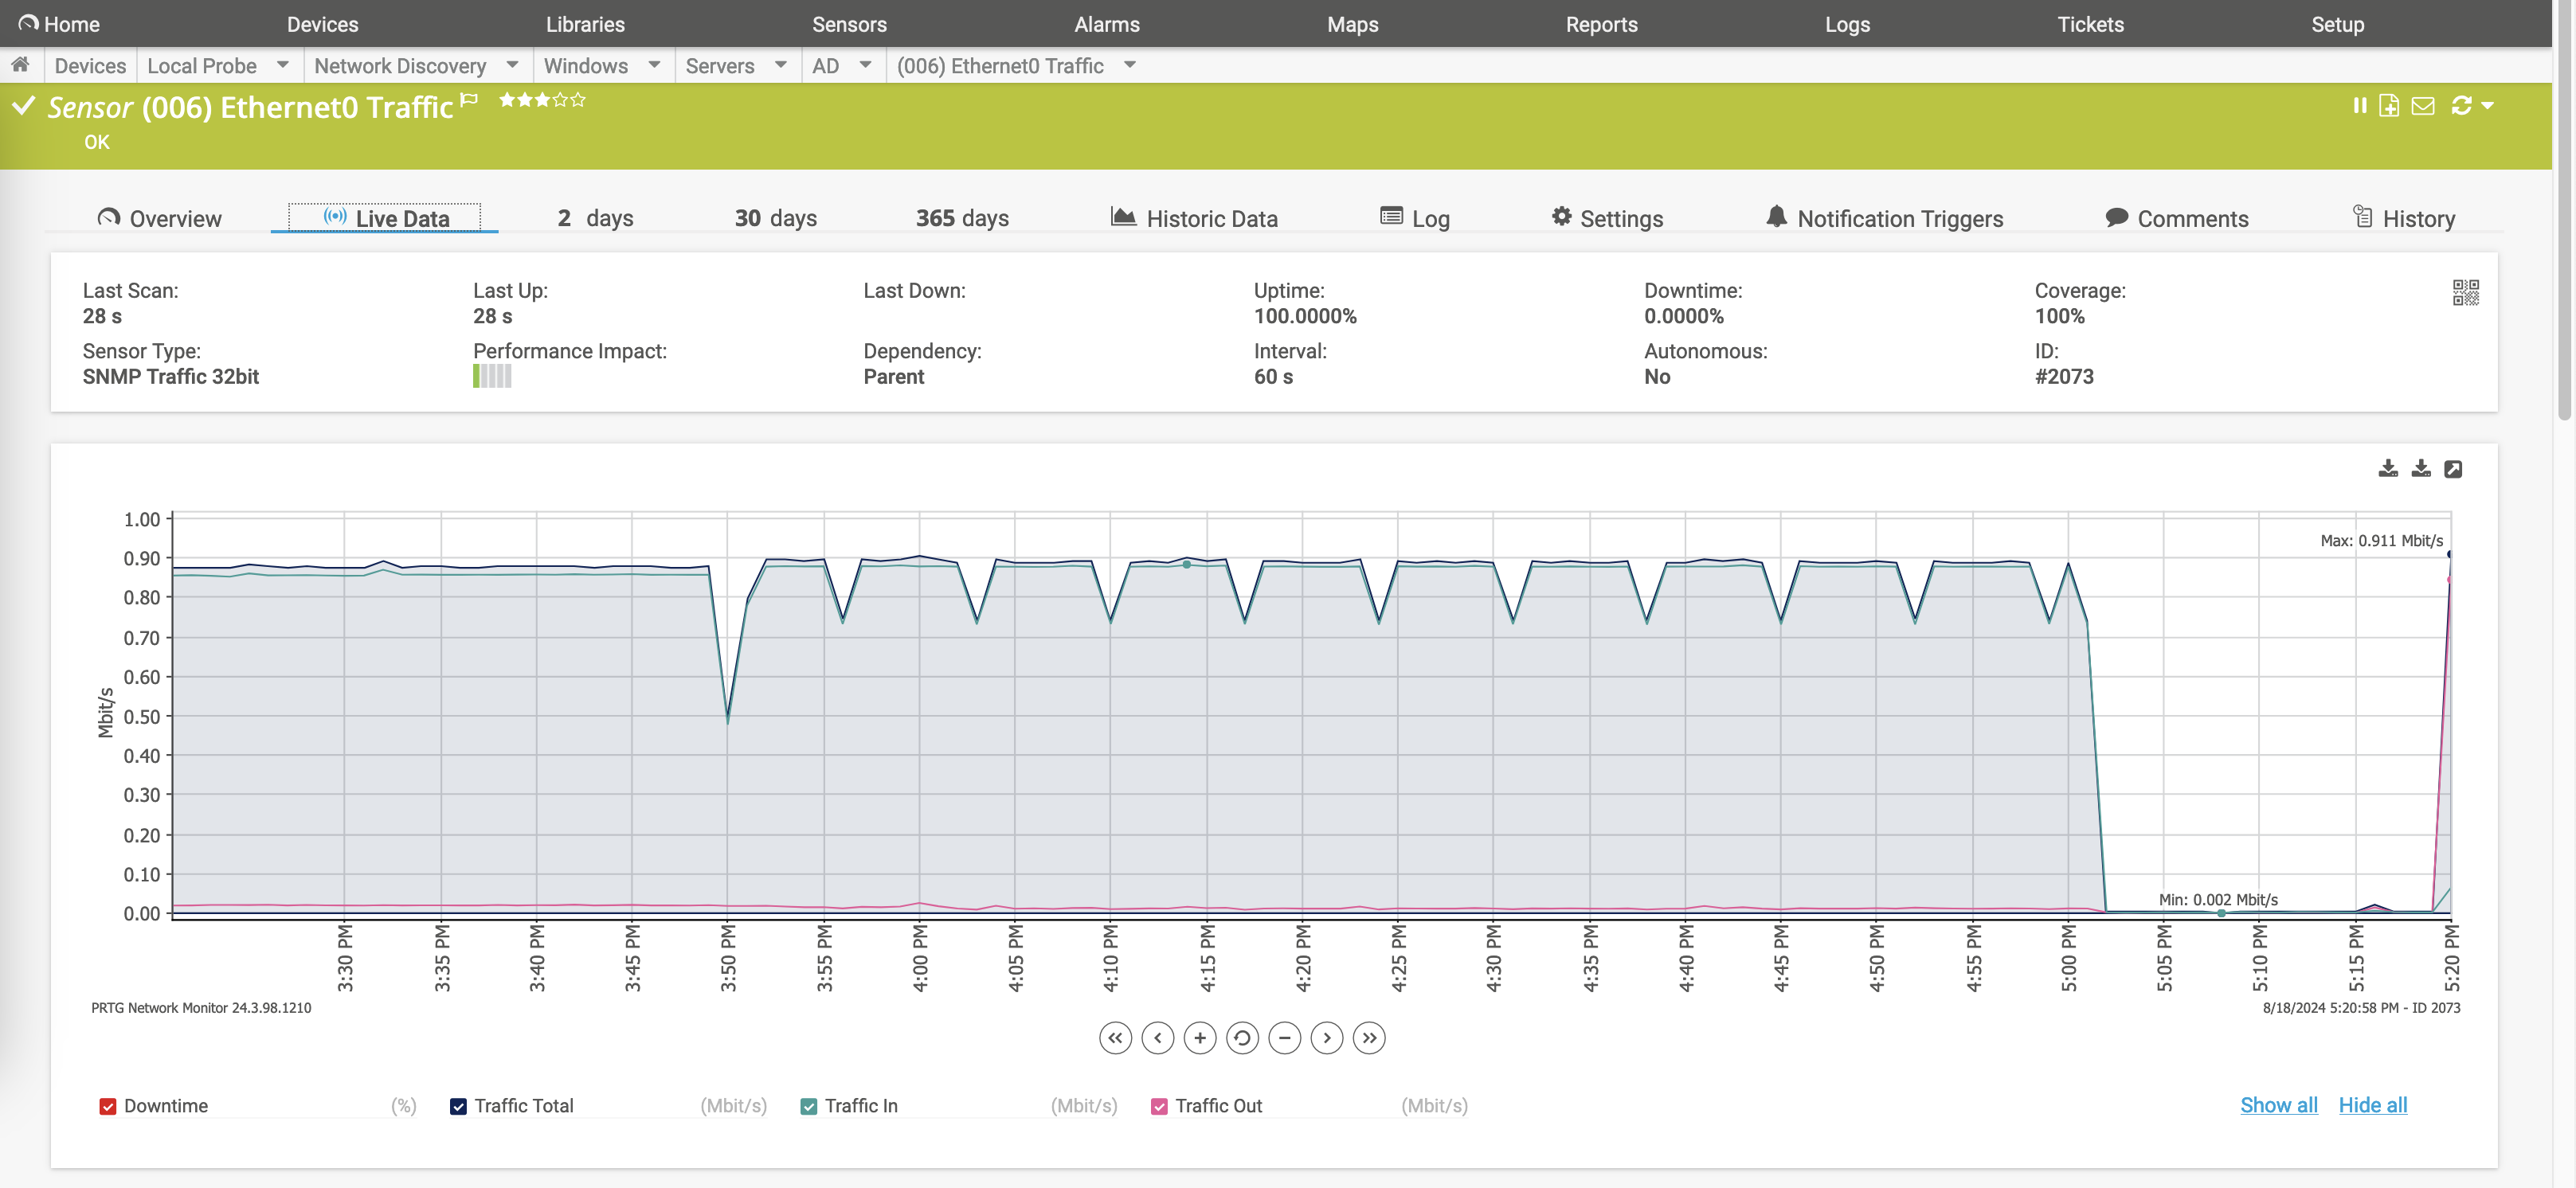 Home Devices Libraries Sensors Alarms Maps Reports Logs Tickets Setup
Devices Local Probe Network Discovery Windows Servers AD (006) Ethernet0 Traffic
Sensor (006) Ethernet0 Traffic
OK
Overview Live Data 2 days 30 days 365 days Historic Data Log Settings Notification Triggers Comments History
Last Scan: Last Up: Last Down: Uptime: Downtime: Coverage:
28 s 28 s 100.0000% 0.0000% 100%
Sensor Type: Performance Impact: Dependency: Interval: Autonomous: ID:
SNMP Traffic 32bit Parent 60 s No #2073
1.00
Max: 0.911 Mbit/s
0.90
0.80
0.70
0.60
0.50
0.40
0.30
0.20
0.10
0.00
Mbit/s
Min: 0.002 Mbit/s
3:30 PM 3:35 PM 3:40 PM 3:45 PM 3:50 PM 3:55 PM 4:00 PM 4:05 PM 4:10 PM 4:15 PM 4:20 PM 4:25 PM 4:30 PM 4:35 PM 4:40 PM 4:45 PM 4:50 PM 4:55 PM 5:00 PM 5:05 PM 5:10 PM 5:15 PM 5:20 PM
PRTG Network Monitor 24.3.98.1210 8/18/2024 5:20:58 PM - ID 2073
Downtime (%) Traffic Total (Mbit/s) Traffic In (Mbit/s) Traffic Out (Mbit/s) Show all Hide all